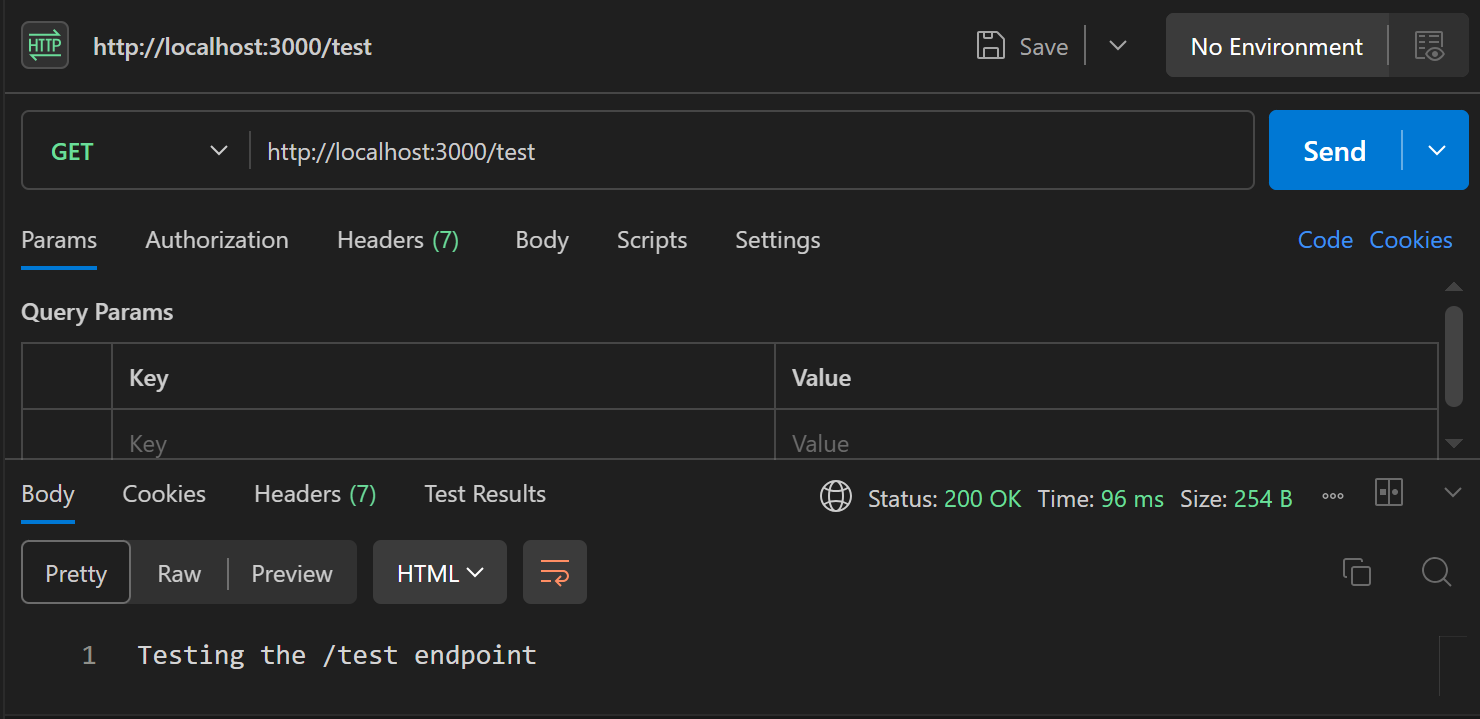 HTTP http://localhost:3000/test Save No Environment
GET http://localhost:3000/test Send
Params Authorization Headers (7) Body Scripts Settings Code Cookies
Query Params
Key Value
Key Value
Body Cookies Headers (7) Test Results Status: 200 OK Time: 96 ms Size: 254 B
Pretty Raw Preview HTML
1 Testing the /test endpoint